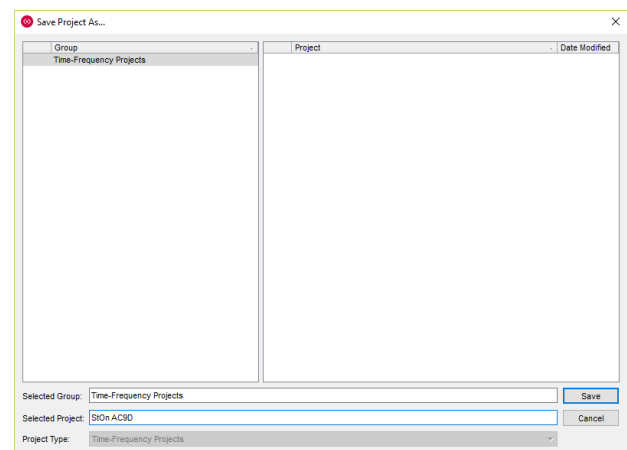 Save Project As...
Group Project Date Modified
Time-Frequency Projects
Selected Group: Time-Frequency Projects Save
Selected Project: StOn AC9D Cancel
Project Type: Time-Frequency Projects